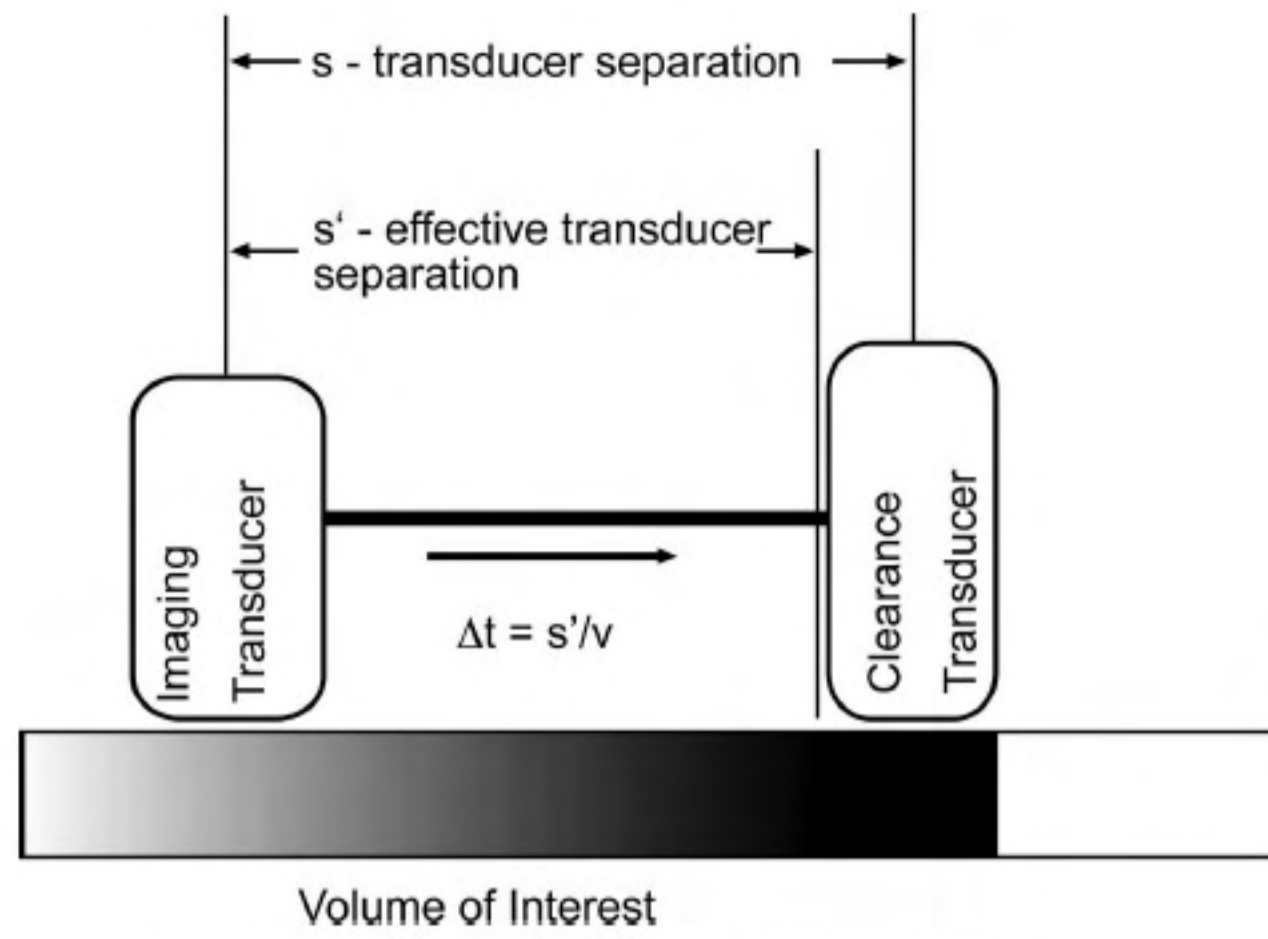 s - transducer separation
s‘ - effective transducer
separation
Imaging
Transducer
Clearance
Transducer
Δt = s’/v
Volume of Interest